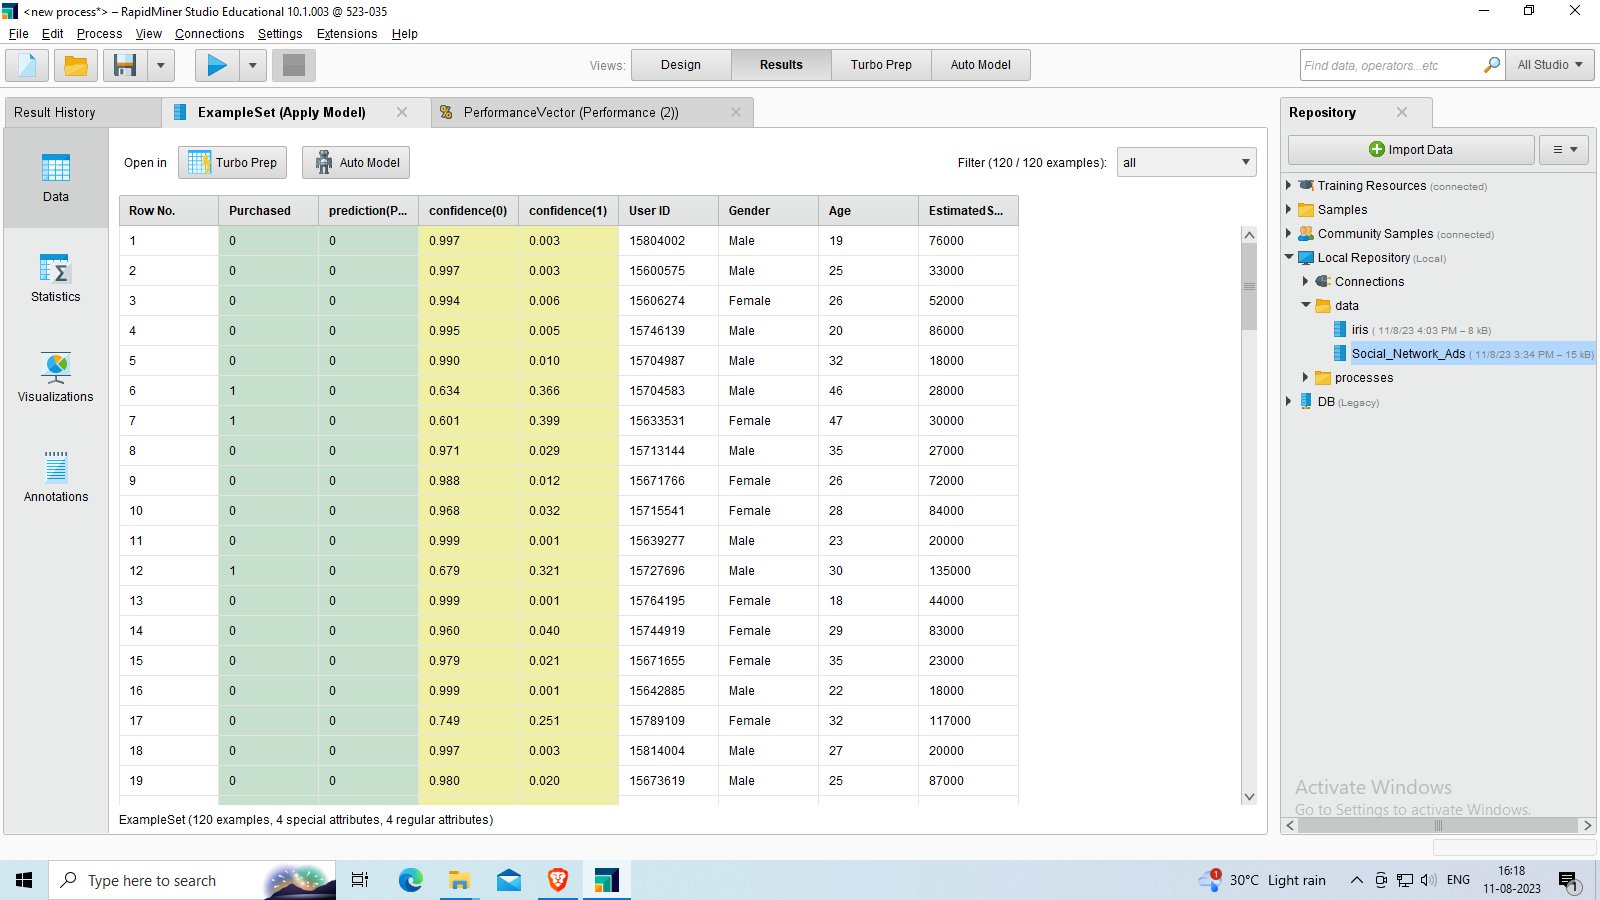 <new process*> – RapidMiner Studio Educational 10.1.003 @ 523-035
File Edit Process View Connections Settings Extensions Help
Views: Design Results Turbo Prep Auto Model Find data, operators...etc All Studio
Result History ExampleSet (Apply Model) PerformanceVector (Performance (2)) Repository
Open in Turbo Prep Auto Model Filter (120 / 120 examples): all
Data
Statistics
Visualizations
Annotations
Row No. Purchased prediction(P... confidence(0) confidence(1) User ID Gender Age EstimatedS...
1 0 0 0.997 0.003 15804002 Male 19 76000
2 0 0 0.997 0.003 15600575 Male 25 33000
3 0 0 0.994 0.006 15606274 Female 26 52000
4 0 0 0.995 0.005 15746139 Male 20 86000
5 0 0 0.990 0.010 15704987 Male 32 18000
6 1 0 0.634 0.366 15704583 Male 46 28000
7 1 0 0.601 0.399 15633531 Female 47 30000
8 0 0 0.971 0.029 15713144 Male 35 27000
9 0 0 0.988 0.012 15671766 Female 26 72000
10 0 0 0.968 0.032 15715541 Female 28 84000
11 0 0 0.999 0.001 15639277 Male 23 20000
12 1 0 0.679 0.321 15727696 Male 30 135000
13 0 0 0.999 0.001 15764195 Female 18 44000
14 0 0 0.960 0.040 15744919 Female 29 83000
15 0 0 0.979 0.021 15671655 Female 35 23000
16 0 0 0.999 0.001 15642885 Male 22 18000
17 0 0 0.749 0.251 15789109 Female 32 117000
18 0 0 0.997 0.003 15814004 Male 27 20000
19 0 0 0.980 0.020 15673619 Male 25 87000
ExampleSet (120 examples, 4 special attributes, 4 regular attributes)
Import Data
Training Resources (connected)
Samples
Community Samples (connected)
Local Repository (Local)
Connections
data
iris ( 11/8/23 4:03 PM – 8 kB)
Social_Network_Ads ( 11/8/23 3:34 PM – 15 kB)
processes
DB (Legacy)
Activate Windows
Go to Settings to activate Windows.
Type here to search
1 30°C Light rain ENG 16:18
11-08-2023 1